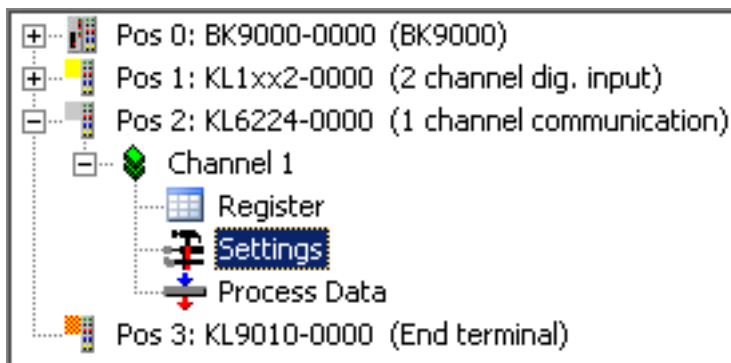 Pos 0: BK9000-0000 (BK9000)
Pos 1: KL1xx2-0000 (2 channel dig. input)
Pos 2: KL6224-0000 (1 channel communication)
Channel 1
Register
Settings
Process Data
Pos 3: KL9010-0000 (End terminal)